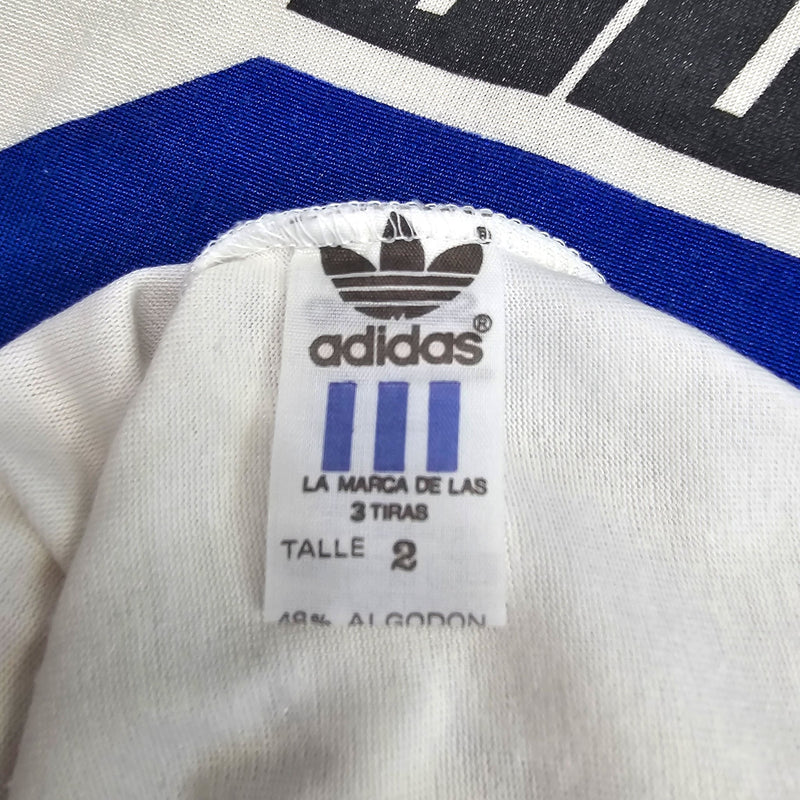 adidas®
LA MARCA DE LAS
3 TIRAS
TALLE 2
48% ALGODON